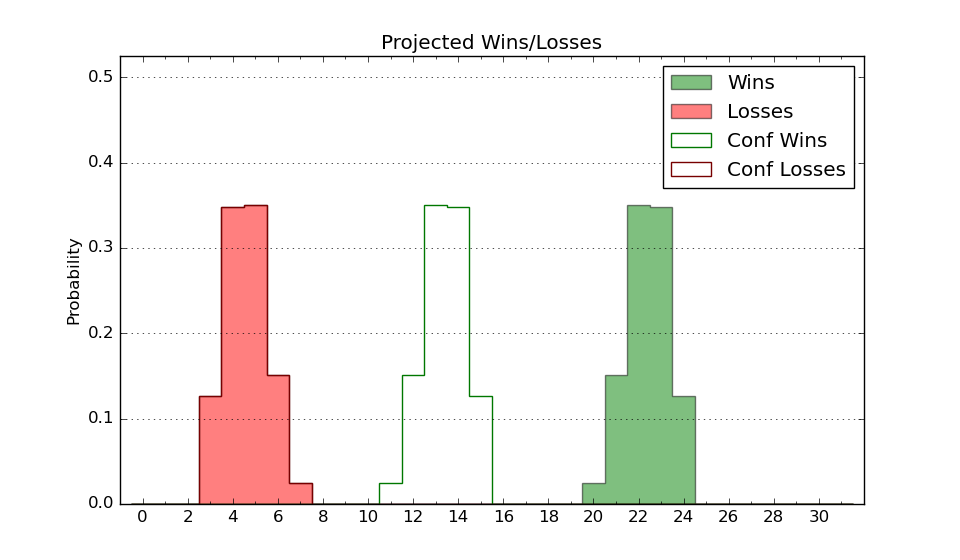 Projected Wins/Losses
Wins
Losses
Conf Wins
Conf Losses
Probability
0.5
0.4
0.3
0.2
0.1
0.0
0 2 4 6 8 10 12 14 16 18 20 22 24 26 28 30